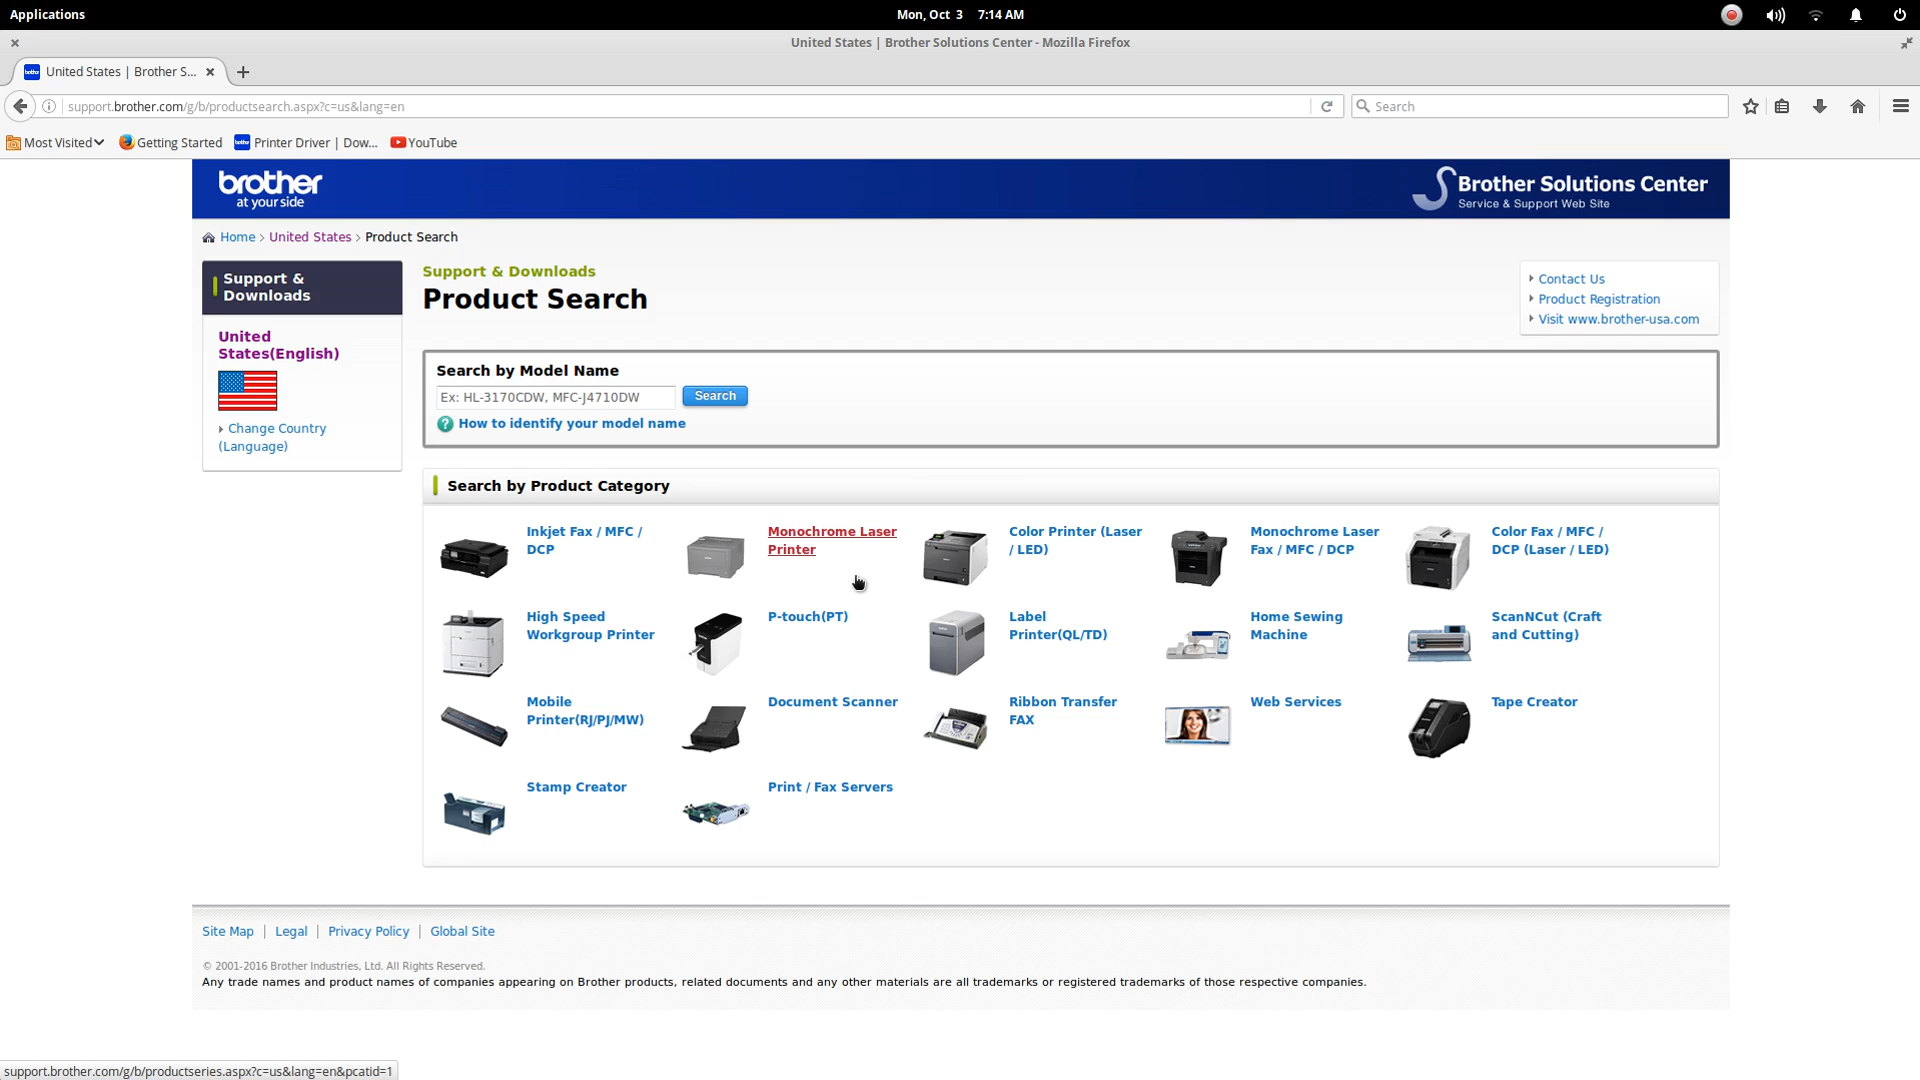 Applications
Mon, Oct 3 7:14 AM
United States | Brother Solutions Center - Mozilla Firefox
brother United States | Brother S...
support.brother.com/g/b/productsearch.aspx?c=us&lang=en
Search
Most Visited
Getting Started
brother Printer Driver | Dow...
YouTube
brother
at your side
Brother Solutions Center
Service & Support Web Site
Home > United States > Product Search
Support &
Downloads
United
States(English)
Change Country
(Language)
Support & Downloads
Product Search
Contact Us
Product Registration
Visit www.brother-usa.com
Search by Model Name
Ex: HL-3170CDW, MFC-J4710DW
Search
? How to identify your model name
Search by Product Category
Inkjet Fax / MFC /
DCP
Monochrome Laser
Printer
Color Printer (Laser
/ LED)
Monochrome Laser
Fax / MFC / DCP
Color Fax / MFC /
DCP (Laser / LED)
High Speed
Workgroup Printer
P-touch(PT)
Label
Printer(QL/TD)
Home Sewing
Machine
ScanNCut (Craft
and Cutting)
Mobile
Printer(RJ/PJ/MW)
Document Scanner
Ribbon Transfer
FAX
Web Services
Tape Creator
Stamp Creator
Print / Fax Servers
Site Map | Legal | Privacy Policy | Global Site
© 2001-2016 Brother Industries, Ltd. All Rights Reserved.
Any trade names and product names of companies appearing on Brother products, related documents and any other materials are all trademarks or registered trademarks of those respective companies.
support.brother.com/g/b/productseries.aspx?c=us&lang=en&pcatid=1